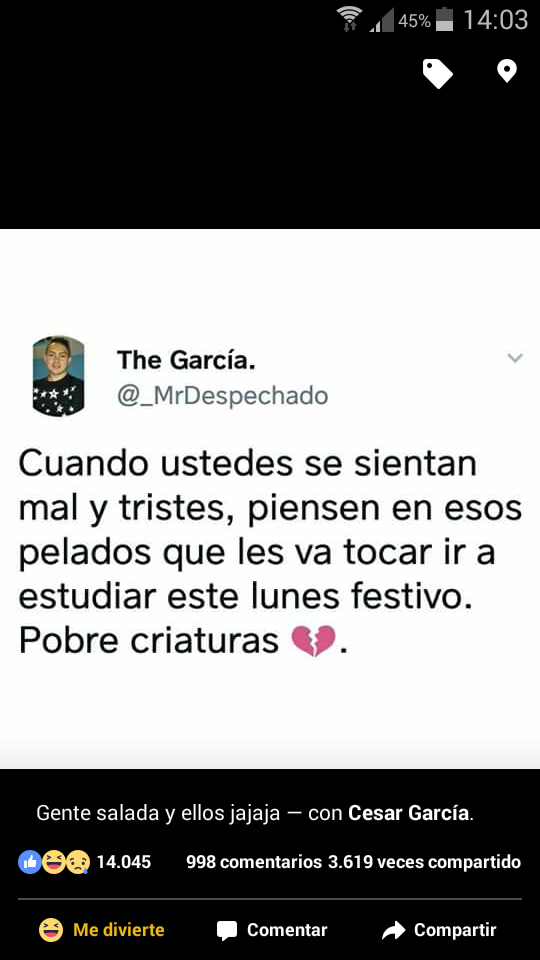 45% 14:03
The García.
@_MrDespechado
Cuando ustedes se sientan
mal y tristes, piensen en esos
pelados que les va tocar ir a
estudiar este lunes festivo.
Pobre criaturas 💔.
Gente salada y ellos jajaja — con Cesar García.
14.045 998 comentarios 3.619 veces compartido
Me divierte Comentar Compartir